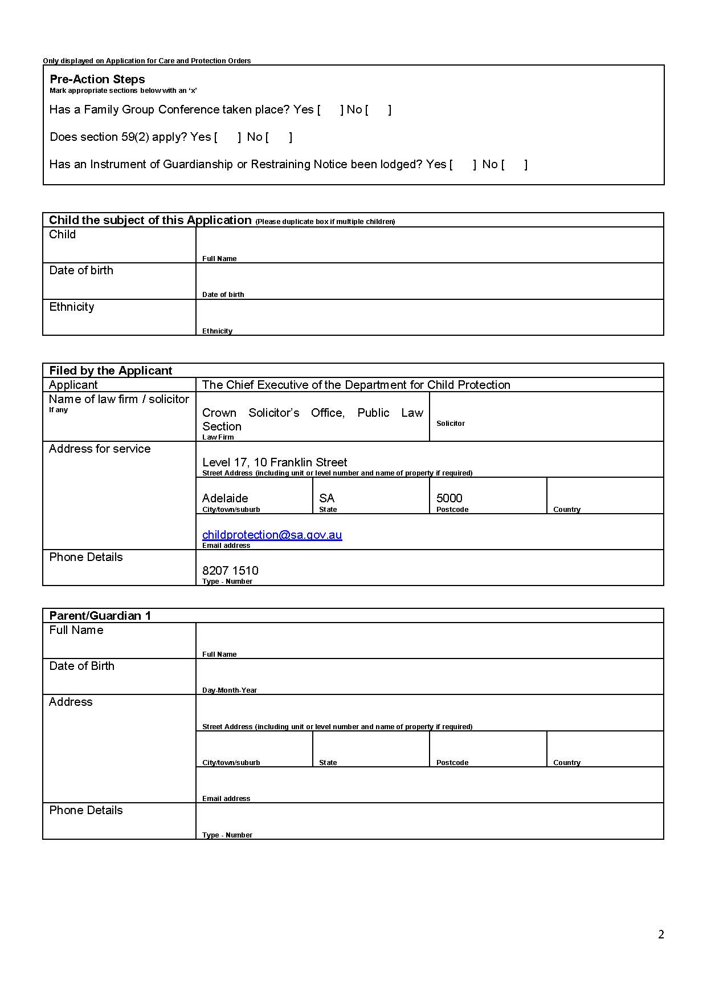 Only displayed on Application for Care and Protection Orders
Pre-Action Steps
Mark appropriate sections below with an ‘x’
Has a Family Group Conference taken place? Yes [ ] No [ ]
Does section 59(2) apply? Yes [ ] No [ ]
Has an Instrument of Guardianship or Restraining Notice been lodged? Yes [ ] No [ ]
Child the subject of this Application (Please duplicate box if multiple children)
Child
Full Name
Date of birth
Date of birth
Ethnicity
Ethnicity
Filed by the Applicant
Applicant The Chief Executive of the Department for Child Protection
Name of law firm / solicitor
If any
Crown Solicitor’s Office, Public Law
Section
Law Firm
Solicitor
Address for service
Level 17, 10 Franklin Street
Street Address (including unit or level number and name of property if required)
Adelaide SA 5000
City/town/suburb State Postcode Country
childprotection@sa.gov.au
Email address
Phone Details
8207 1510
Type - Number
Parent/Guardian 1
Full Name
Full Name
Date of Birth
Day-Month-Year
Address
Street Address (including unit or level number and name of property if required)
City/town/suburb State Postcode Country
Email address
Phone Details
Type - Number
2